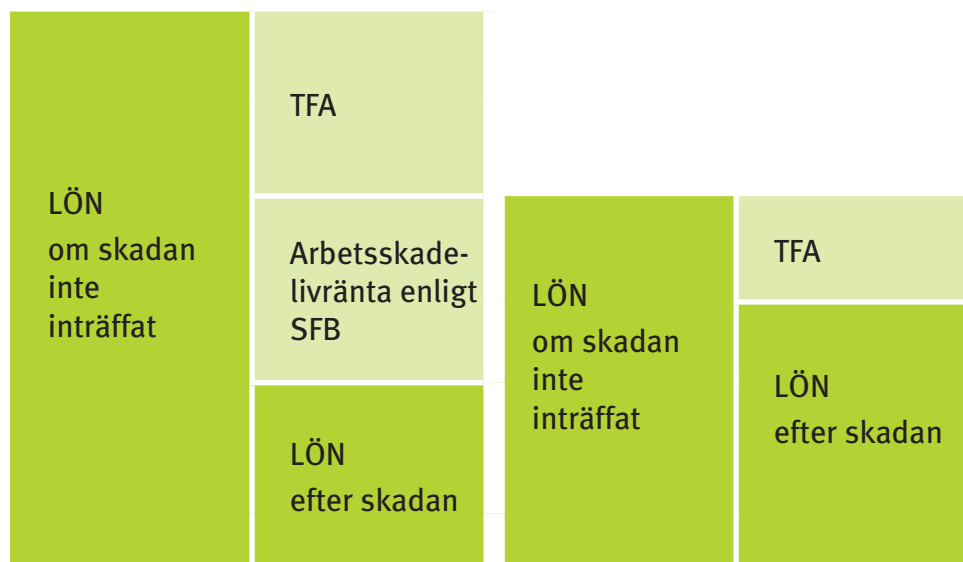 LÖN
om skadan
inte
inträffat
TFA
Arbetsskade-
livränta enligt
SFB
LÖN
efter skadan
LÖN
om skadan
inte
inträffat
TFA
LÖN
efter skadan